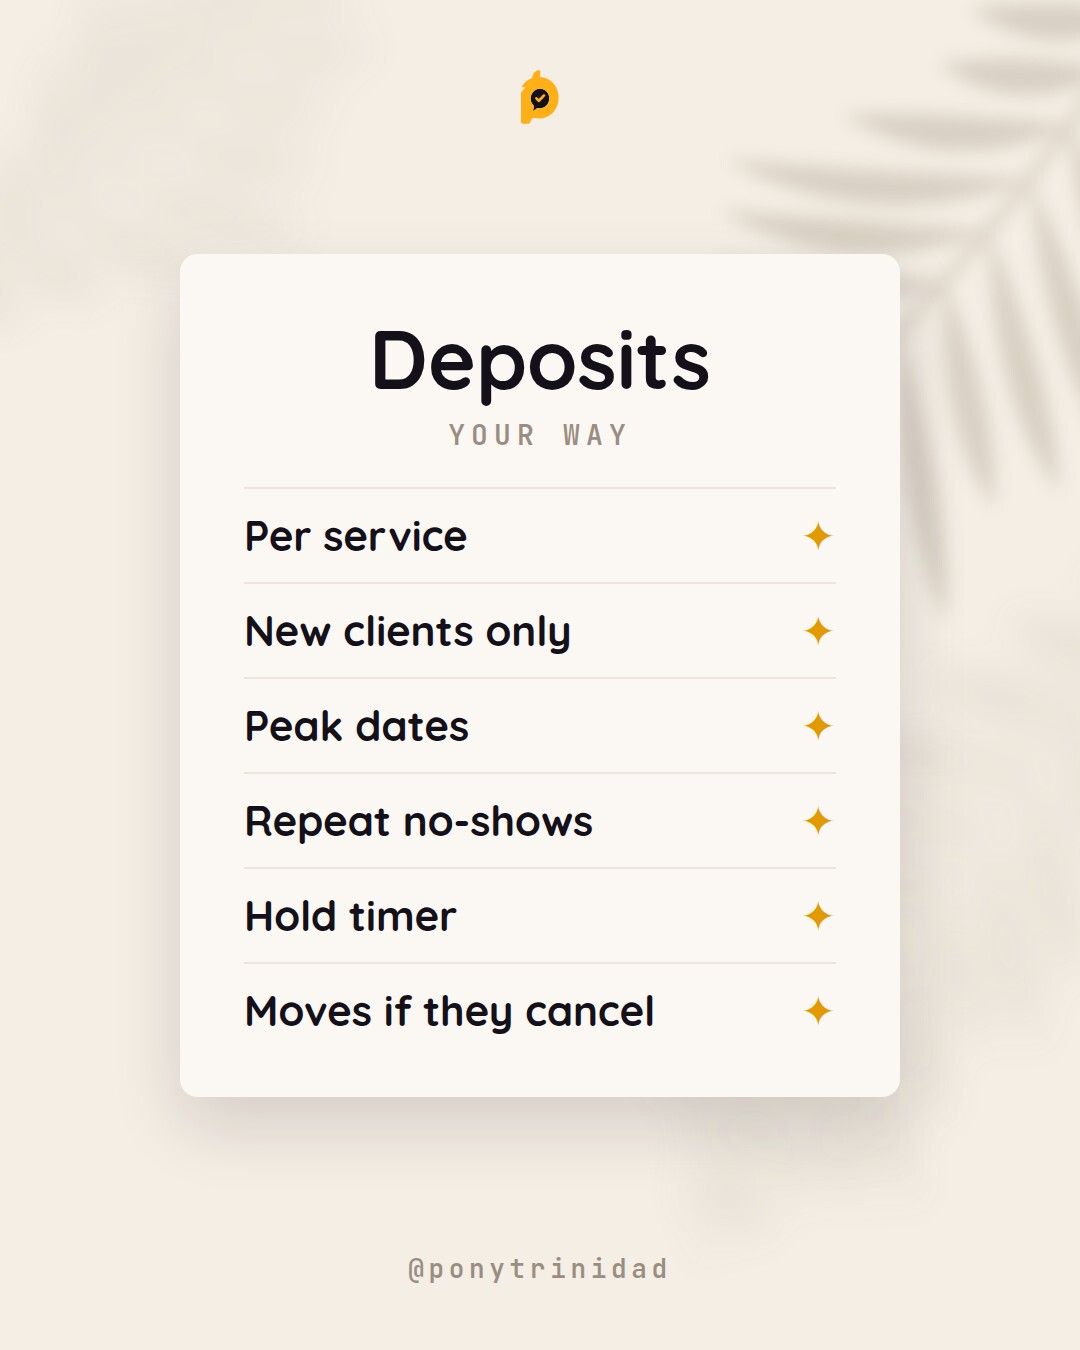 Deposits
YOUR WAY
Per service
New clients only
Peak dates
Repeat no-shows
Hold timer
Moves if they cancel
@ponytrinidad